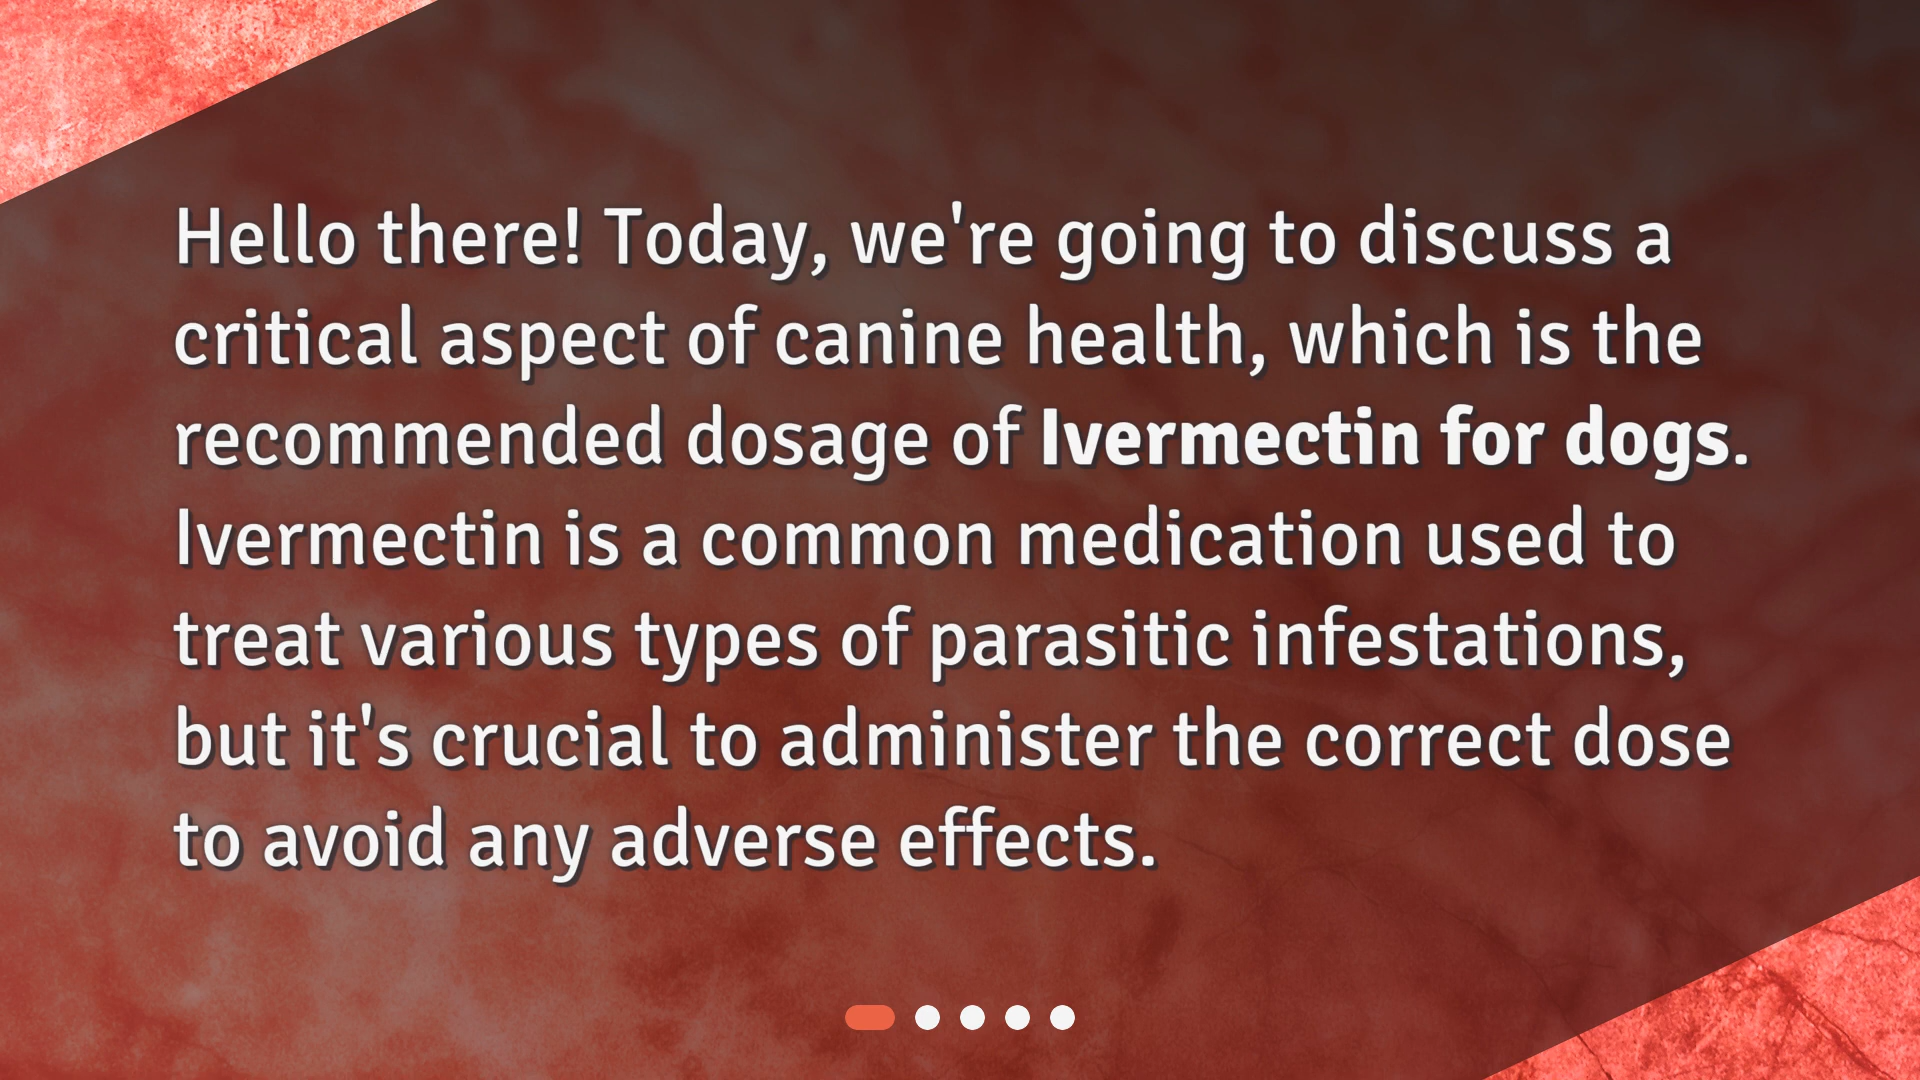 Hello there! Today, we're going to discuss a
critical aspect of canine health, which is the
recommended dosage of Ivermectin for dogs.
Ivermectin is a common medication used to
treat various types of parasitic infestations,
but it's crucial to administer the correct dose
to avoid any adverse effects.